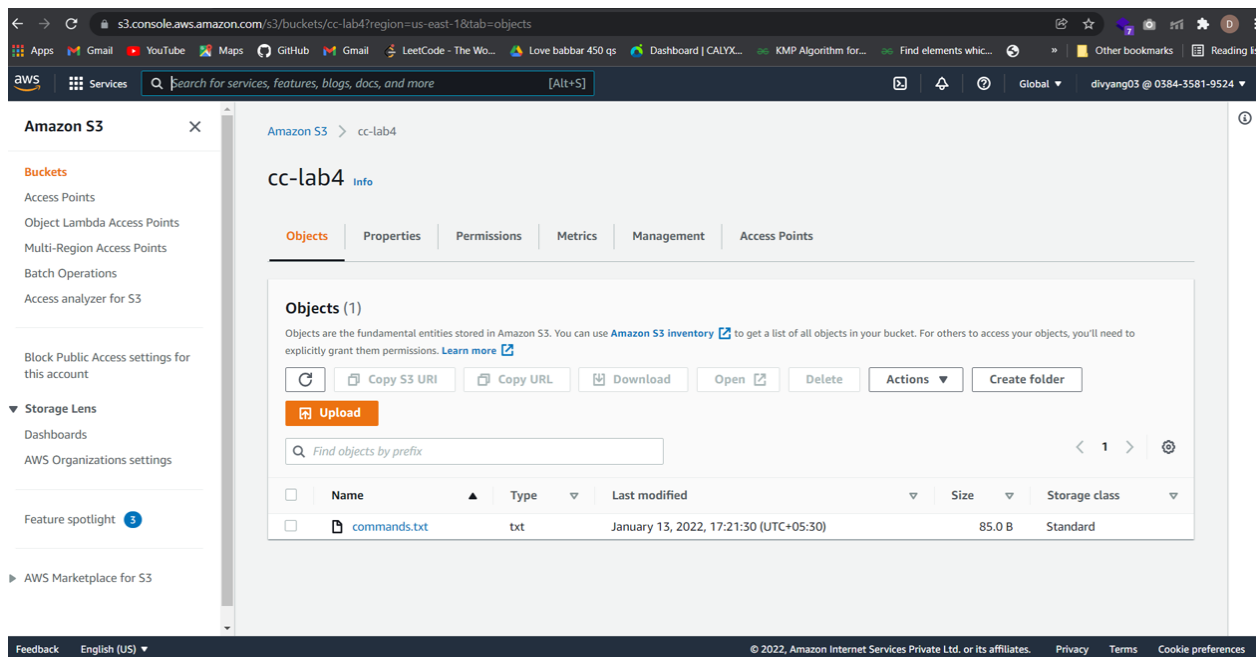 s3.console.aws.amazon.com/s3/buckets/cc-lab4?region=us-east-1&tab=objects
D
7
Apps Gmail YouTube Maps GitHub Gmail LeetCode - The Wo... Love babbar 450 qs Dashboard | CALYX... KMP Algorithm for... Find elements whic... » Other bookmarks Reading lis
aws Services Search for services, features, blogs, docs, and more [Alt+S] Global ▼ divyang03 @ 0384-3581-9524 ▼
Amazon S3
Buckets
Access Points
Object Lambda Access Points
Multi-Region Access Points
Batch Operations
Access analyzer for S3
Block Public Access settings for
this account
Storage Lens
Dashboards
AWS Organizations settings
Feature spotlight 3
AWS Marketplace for S3
Amazon S3 > cc-lab4
cc-lab4 Info
Objects Properties Permissions Metrics Management Access Points
Objects (1)
Objects are the fundamental entities stored in Amazon S3. You can use Amazon S3 inventory to get a list of all objects in your bucket. For others to access your objects, you'll need to
explicitly grant them permissions. Learn more
Copy S3 URI Copy URL Download Open Delete Actions ▼ Create folder
Upload
Find objects by prefix
< 1 >
Name Type Last modified Size Storage class
commands.txt txt January 13, 2022, 17:21:30 (UTC+05:30) 85.0 B Standard
Feedback English (US) ▼ © 2022, Amazon Internet Services Private Ltd. or its affiliates. Privacy Terms Cookie preferences